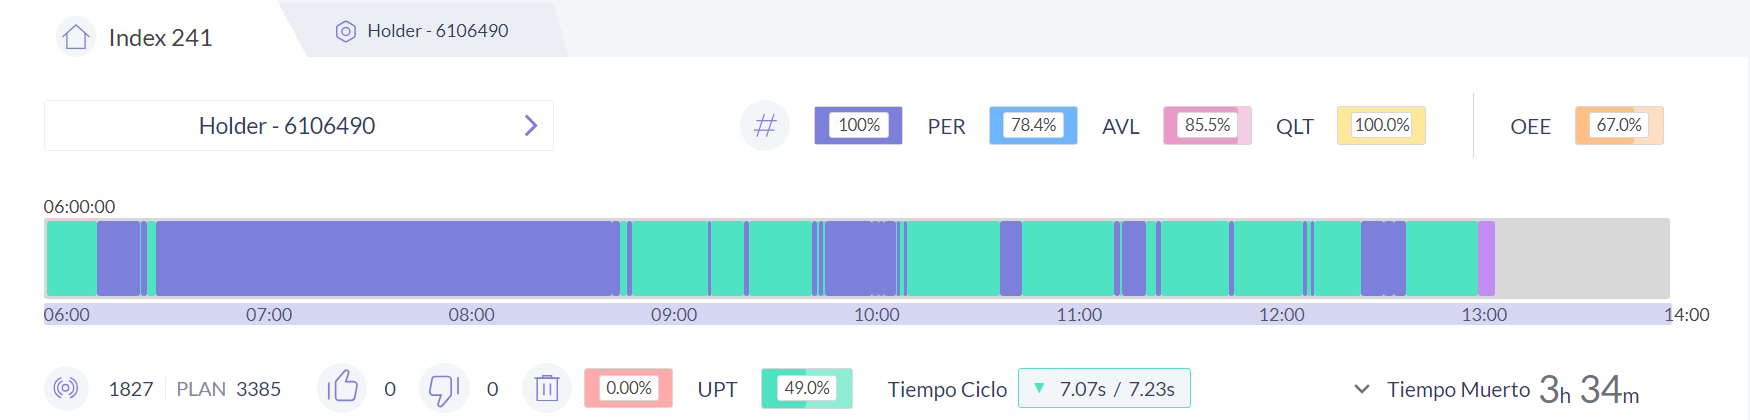 Index 241
Holder - 6106490
Holder - 6106490
100% PER 78.4% AVL 85.5% QLT 100.0% OEE 67.0%
06:00:00
06:00 07:00 08:00 09:00 10:00 11:00 12:00 13:00 14:00
1827 PLAN 3385 0 0 0.00% UPT 49.0% Tiempo Ciclo ▼ 7.07s / 7.23s Tiempo Muerto 3h 34m